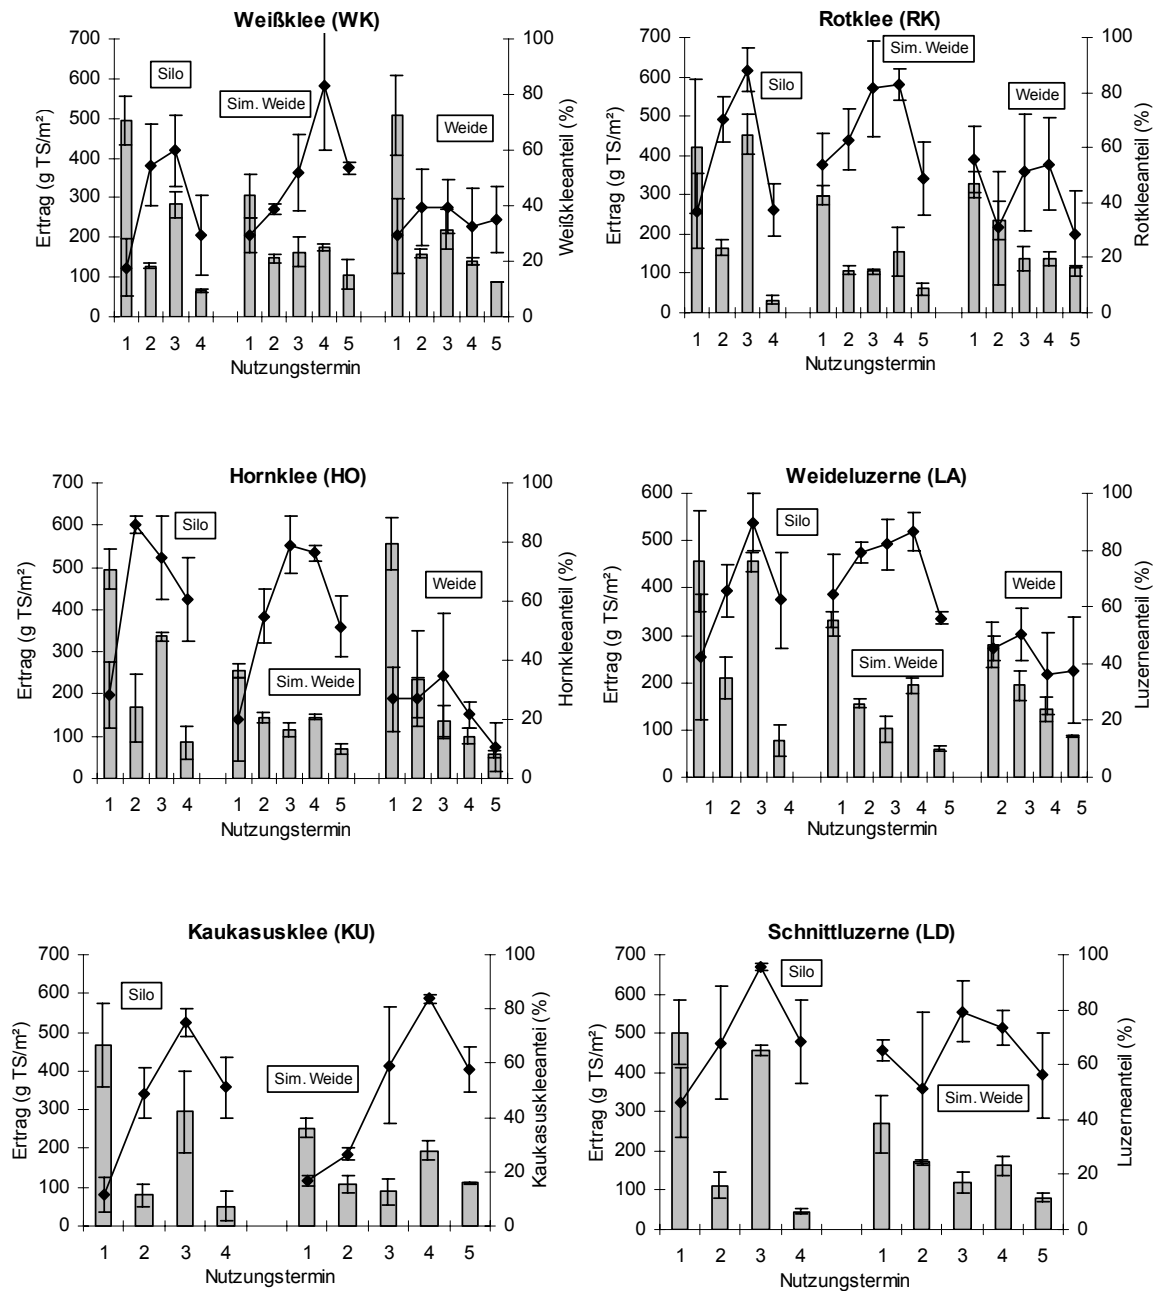 Weißklee (WK)
700
600
500
400
300
200
100
0
Ertrag (g TS/m²)
Silo
Sim. Weide
Weide
100
80
60
40
20
0
Weißkleeanteil (%)
1 2 3 4 1 2 3 4 5 1 2 3 4 5
Nutzungstermin
Rotklee (RK)
700
600
500
400
300
200
100
0
Ertrag (g TS/m²)
Silo
Sim. Weide
Weide
100
80
60
40
20
0
Rotkleeanteil (%)
1 2 3 4 1 2 3 4 5 1 2 3 4 5
Nutzungstermin
Hornklee (HO)
700
600
500
400
300
200
100
0
Ertrag (g TS/m²)
Silo
Sim. Weide
Weide
100
80
60
40
20
0
Hornkleeanteil (%)
1 2 3 4 1 2 3 4 5 1 2 3 4 5
Nutzungstermin
Weideluzerne (LA)
600
500
400
300
200
100
0
Ertrag (g TS/m²)
Silo
Sim. Weide
Weide
100
80
60
40
20
0
Luzerneanteil (%)
1 2 3 4 1 2 3 4 5 2 3 4 5
Nutzungstermin
Kaukasusklee (KU)
700
600
500
400
300
200
100
0
Ertrag (g TS/m²)
Silo
Sim. Weide
100
80
60
40
20
0
Kaukasuskleeantei (%)
1 2 3 4 1 2 3 4 5
Nutzungstermin
Schnittluzerne (LD)
700
600
500
400
300
200
100
0
Ertrag (g TS/m²)
Silo
Sim. Weide
100
80
60
40
20
0
Luzerneanteil (%)
1 2 3 4 1 2 3 4 5
Nutzungstermin